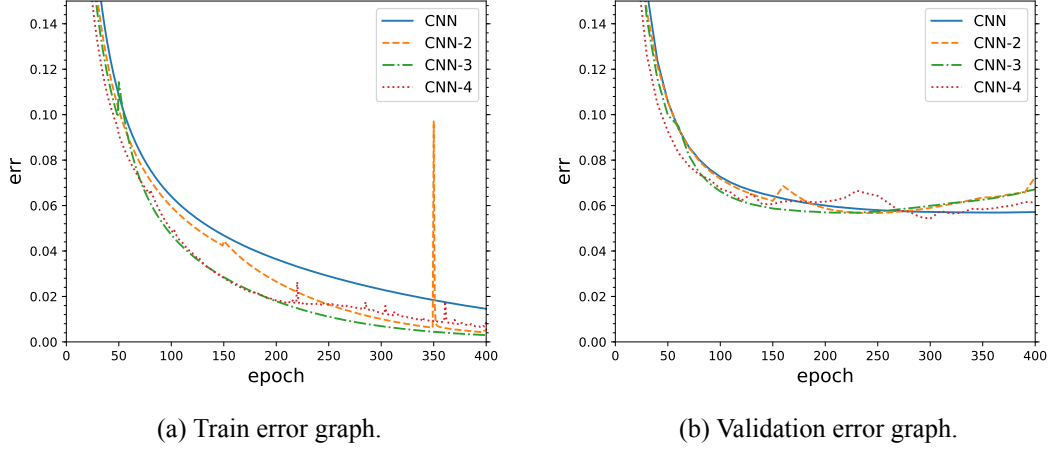 0.14
0.12
0.10
0.08
0.06
0.04
0.02
0.00
err
0 50 100 150 200 250 300 350 400
epoch
CNN
CNN-2
CNN-3
CNN-4
(a) Train error graph.
0.14
0.12
0.10
0.08
0.06
0.04
0.02
0.00
err
0 50 100 150 200 250 300 350 400
epoch
CNN
CNN-2
CNN-3
CNN-4
(b) Validation error graph.